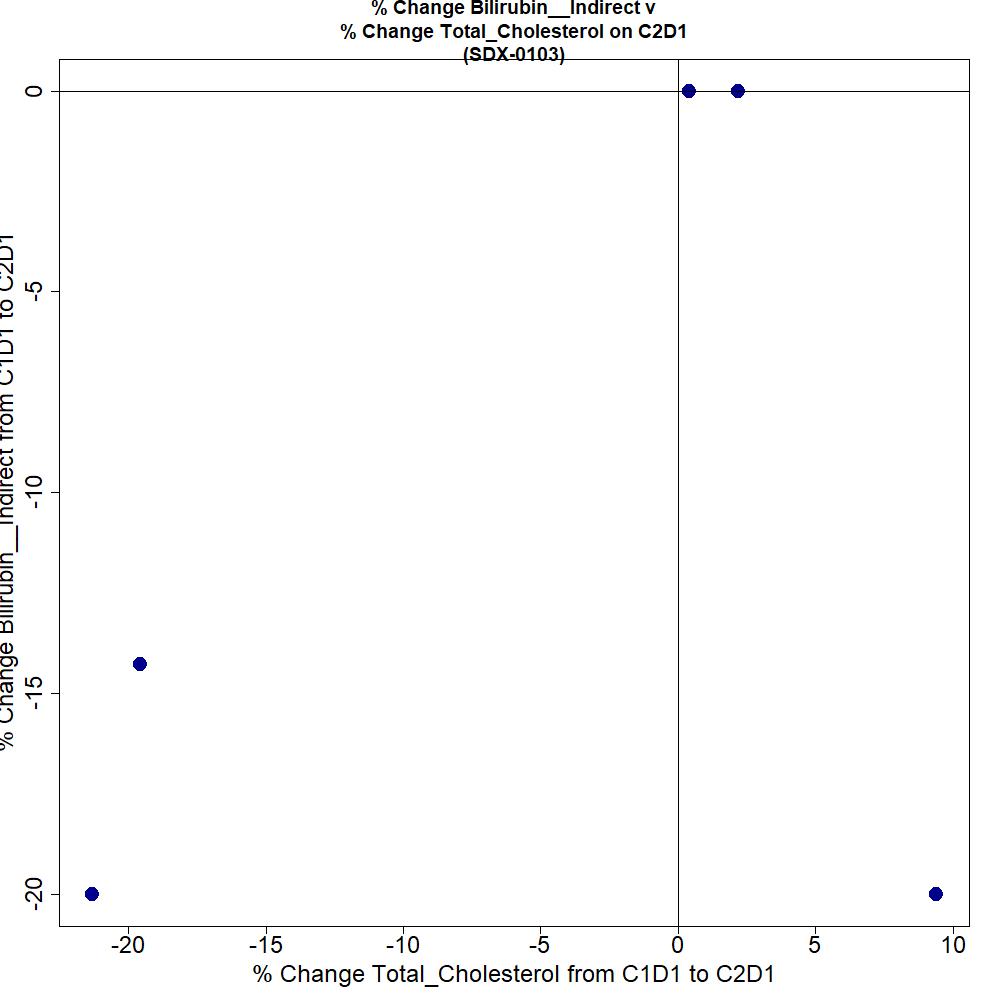 % Change Bilirubin__Indirect v
% Change Total_Cholesterol on C2D1
(SDX-0103)
% Change Bilirubin__Indirect from C1D1 to C2D1
0
-5
-10
-15
-20
-20
-15
-10
-5
0
5
10
% Change Total_Cholesterol from C1D1 to C2D1